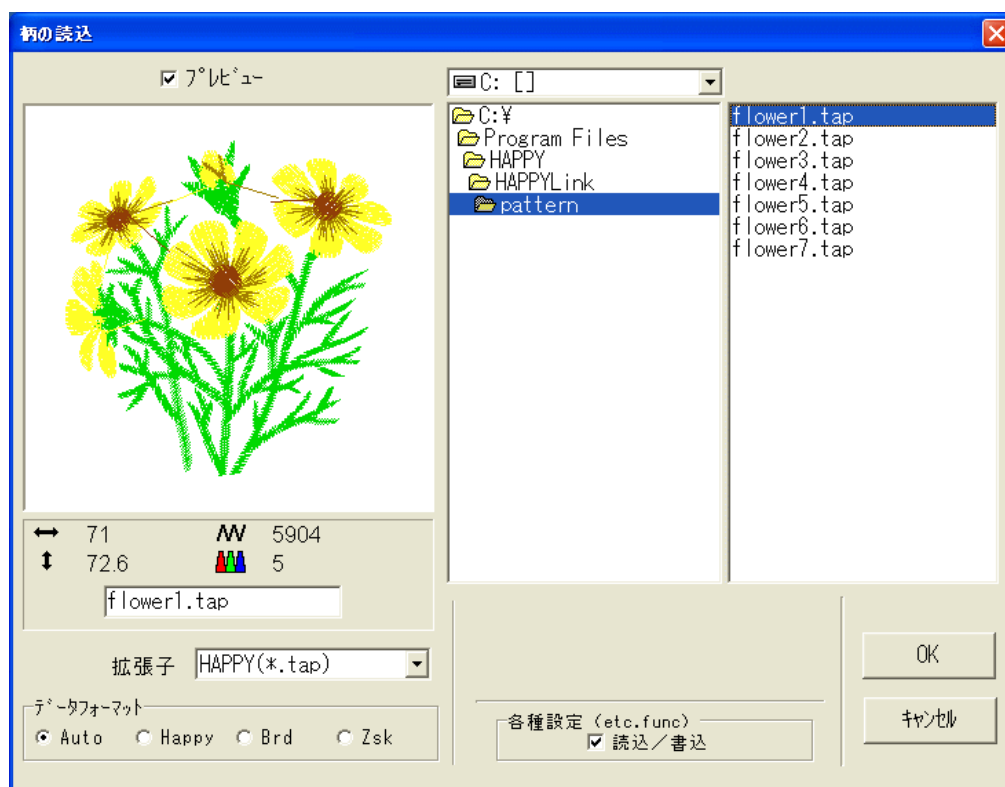 柄の読込
プレビュー
C: []
C:¥
Program Files
HAPPY
HAPPYLink
pattern
flower1.tap
flower2.tap
flower3.tap
flower4.tap
flower5.tap
flower6.tap
flower7.tap
71
5904
72.6
5
flower1.tap
拡張子 HAPPY(*.tap)
データフォーマット
Auto Happy Brd Zsk
各種設定 (etc.func)
読込/書込
OK
キャンセル